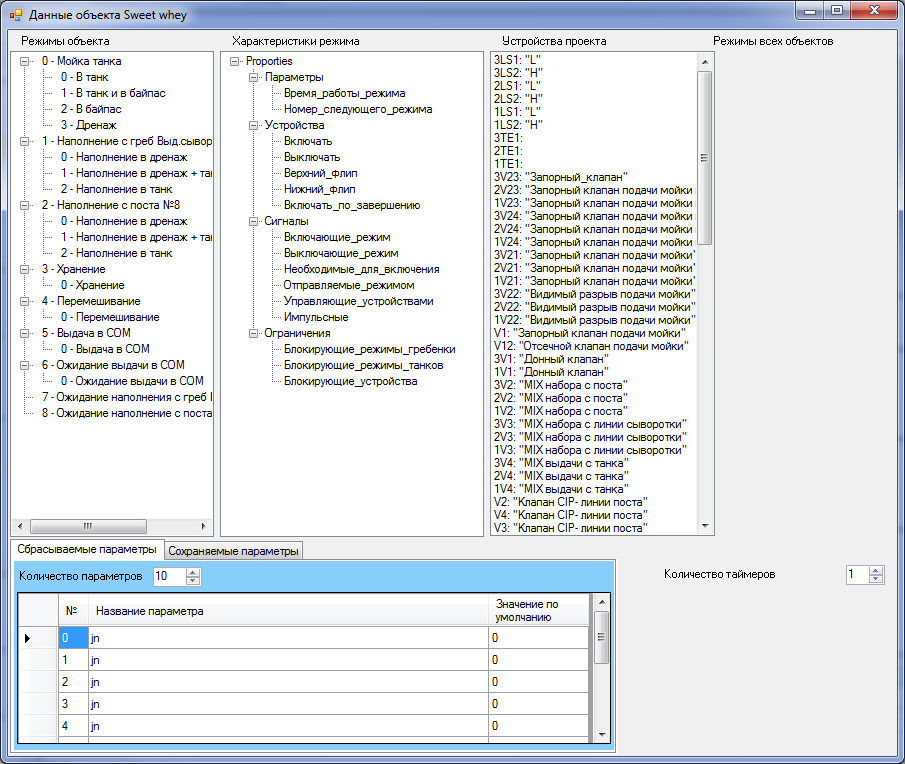 Данные объекта Sweet whey
Режимы объекта
Характеристики режима
Устройства проекта
Режимы всех объектов
0 - Мойка танка
0 - В танк
1 - В танк и в байпас
2 - В байпас
3 - Дренаж
1 - Наполнение с греб Выд.сывор
0 - Наполнение в дренаж
1 - Наполнение в дренаж + тан
2 - Наполнение в танк
2 - Наполнение с поста №8
0 - Наполнение в дренаж
1 - Наполнение в дренаж + тан
2 - Наполнение в танк
3 - Хранение
0 - Хранение
4 - Перемешивание
0 - Перемешивание
5 - Выдача в СОМ
0 - Выдача в СОМ
6 - Ожидание выдачи в СОМ
0 - Ожидание выдачи в СОМ
7 - Ожидание наполнения с греб
8 - Ожидание наполнение с поста
Proporties
Параметры
Время_работы_режима
Номер_следующего_режима
Устройства
Включать
Выключать
Верхний_флип
Нижний_флип
Включать_по_завершению
Сигналы
Включающие_режим
Выключающие_режим
Необходимые_для_включения
Отправляемые_режимом
Управляющие_устройствами
Импульсные
Ограничения
Блокирующие_режимы_гребенки
Блокирующие_режимы_танков
Блокирующие_устройства
3LS1: "L"
3LS2: "H"
2LS1: "L"
2LS2: "H"
1LS1: "L"
1LS2: "H"
3TE1:
2TE1:
1TE1:
3V23: "Запорный_клапан"
2V23: "Запорный клапан подачи мойки
1V23: "Запорный клапан подачи мойки
3V24: "Запорный клапан подачи мойки
2V24: "Запорный клапан подачи мойки
1V24: "Запорный клапан подачи мойки
3V21: "Запорный клапан подачи мойки"
2V21: "Запорный клапан подачи мойки"
1V21: "Запорный клапан подачи мойки"
3V22: "Видимый разрыв подачи мойки"
2V22: "Видимый разрыв подачи мойки"
1V22: "Видимый разрыв подачи мойки"
V1: "Запорный клапан подачи мойки"
V12: "Отсечной клапан подачи мойки"
3V1: "Донный клапан"
1V1: "Донный клапан"
3V2: "MIX набора с поста"
2V2: "MIX набора с поста"
1V2: "MIX набора с поста"
3V3: "MIX набора с линии сыворотки"
2V3: "MIX набора с линии сыворотки"
1V3: "MIX набора с линии сыворотки"
3V4: "MIX выдачи с танка"
2V4: "MIX выдачи с танка"
1V4: "MIX выдачи с танка"
V2: "Клапан CIP- линии поста"
V4: "Клапан CIP- линии поста"
V3: "Клапан CIP- линии поста"
Сбрасываемые параметры
Сохраняемые параметры
Количество параметров 10
Количество таймеров 1
№ Название параметра Значение по
умолчанию
0 jn 0
1 jn 0
2 jn 0
3 jn 0
4 jn 0